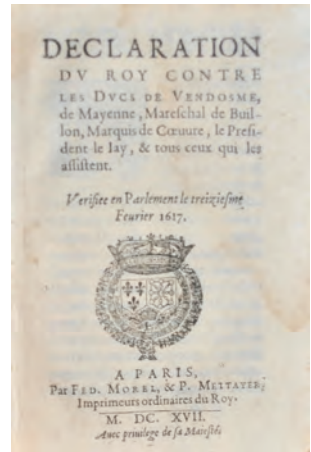 DECLARATION
DV ROY CONTRE
LES DVCS DE VENDOSME,
de Mayenne, Mareſchal de Buil-
lon, Marquis de Cœuure, le Preſi-
dent le Iay, & tous ceux qui les
aſſiſtent.
Verifiee en Parlement le treizieſme
Feurier 1617.
A PARIS,
Par FED. MOREL, & P. METTAYER,
Imprimeurs ordinaires du Roy.
M. DC. XVII.
Auec priuilege de ſa Maieſté.